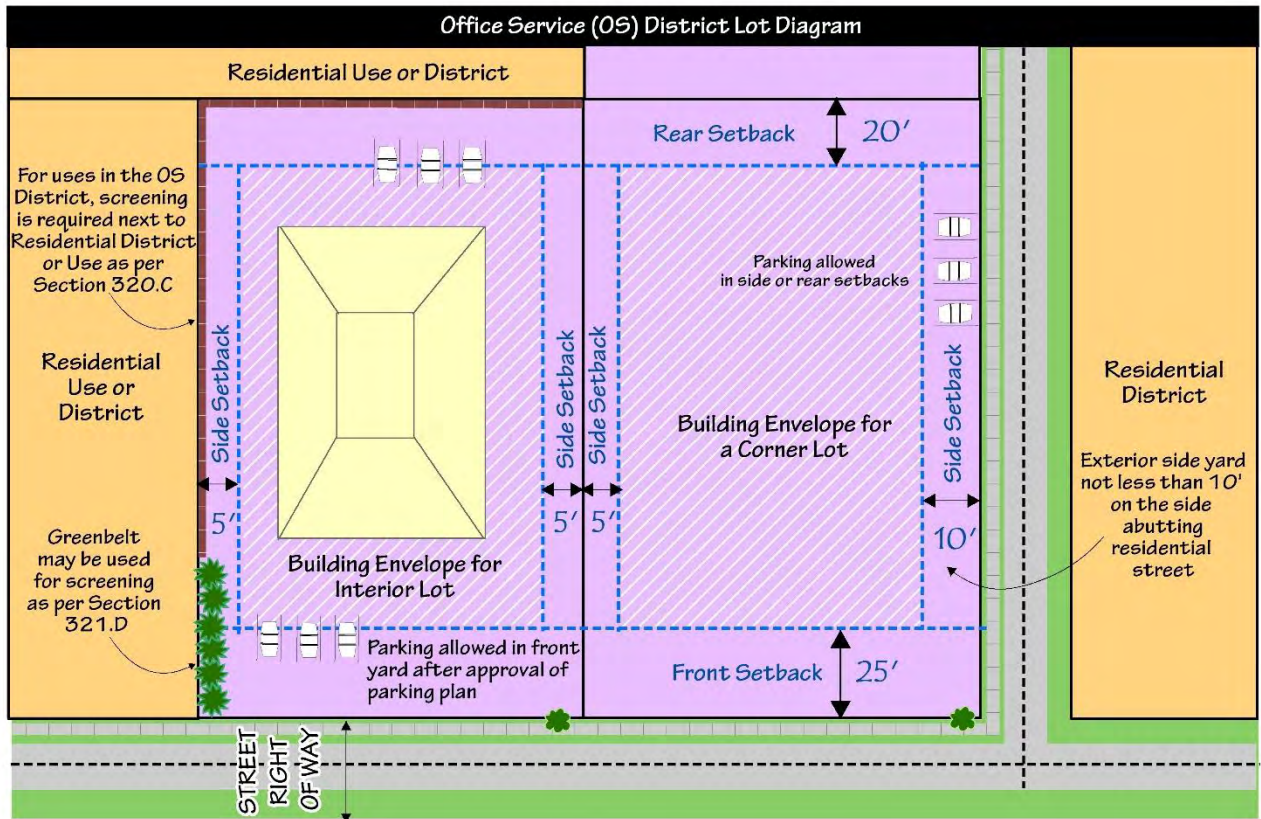 Office Service (OS) District Lot Diagram
Residential Use or District
Rear Setback
20'
For uses in the OS
District, screening
is required next to
Residential District
or Use as per
Section 320.C
Parking allowed
in side or rear setbacks
Side Setback
Side Setback
Side Setback
Side Setback
Residential
Use or
District
Residential
District
Building Envelope for
a Corner Lot
Exterior side yard
not less than 10'
on the side
abutting
residential
street
5'
5'
5'
10'
Greenbelt
may be used
for screening
as per Section
321.D
Building Envelope for
Interior Lot
Parking allowed in front
yard after approval of
parking plan
Front Setback
25'
STREET
RIGHT
OF WAY